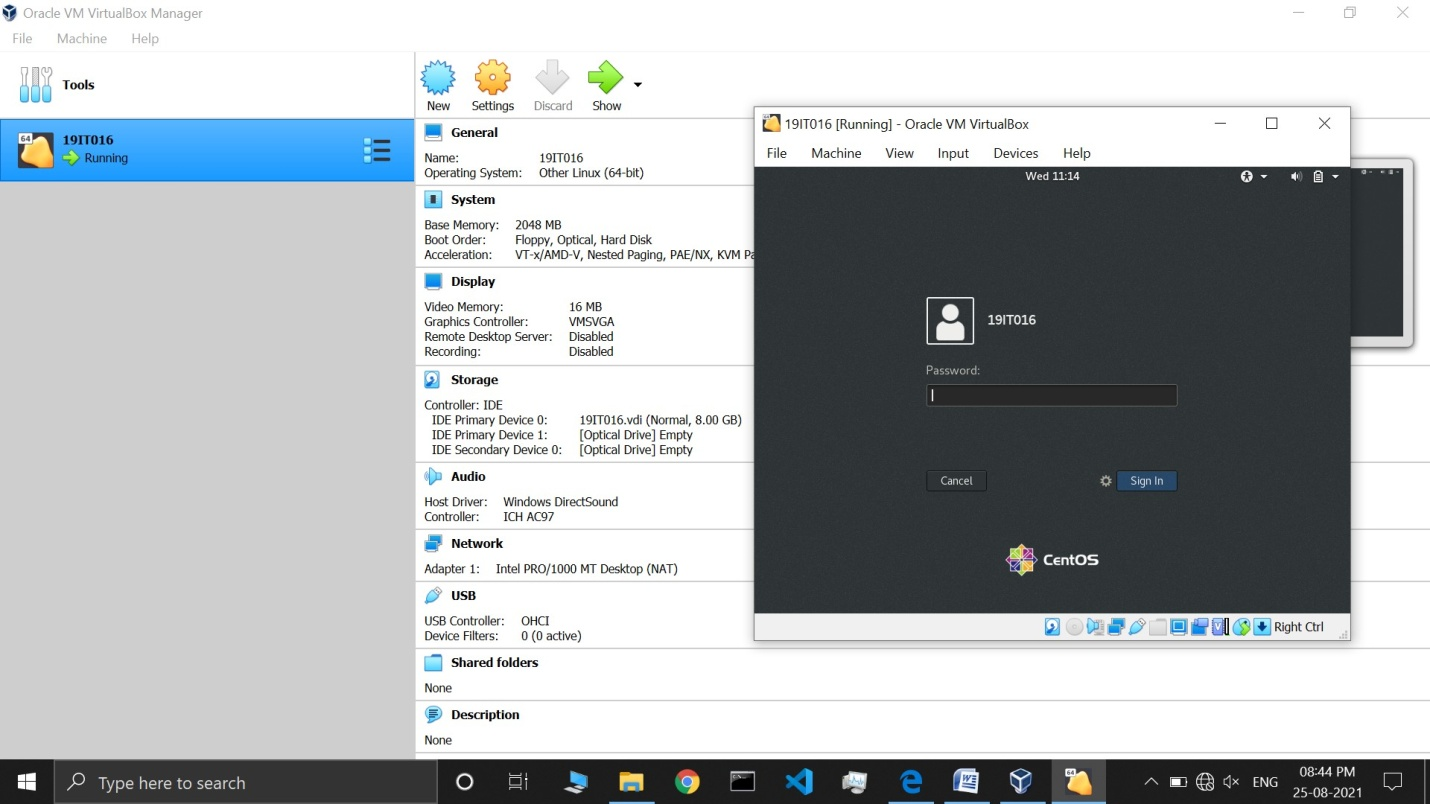 Oracle VM VirtualBox Manager
File Machine Help
Tools
New Settings Discard Show
64
19IT016
Running
General
Name: 19IT016
Operating System: Other Linux (64-bit)
System
Base Memory: 2048 MB
Boot Order: Floppy, Optical, Hard Disk
Acceleration: VT-x/AMD-V, Nested Paging, PAE/NX, KVM Pa
Display
Video Memory: 16 MB
Graphics Controller: VMSVGA
Remote Desktop Server: Disabled
Recording: Disabled
Storage
Controller: IDE
IDE Primary Device 0: 19IT016.vdi (Normal, 8.00 GB)
IDE Primary Device 1: [Optical Drive] Empty
IDE Secondary Device 0: [Optical Drive] Empty
Audio
Host Driver: Windows DirectSound
Controller: ICH AC97
Network
Adapter 1: Intel PRO/1000 MT Desktop (NAT)
USB
USB Controller: OHCI
Device Filters: 0 (0 active)
Shared folders
None
Description
None
19IT016 [Running] - Oracle VM VirtualBox
File Machine View Input Devices Help
Wed 11:14
19IT016
Password:
Cancel Sign In
CentOS
Right Ctrl
Type here to search
ENG
08:44 PM
25-08-2021